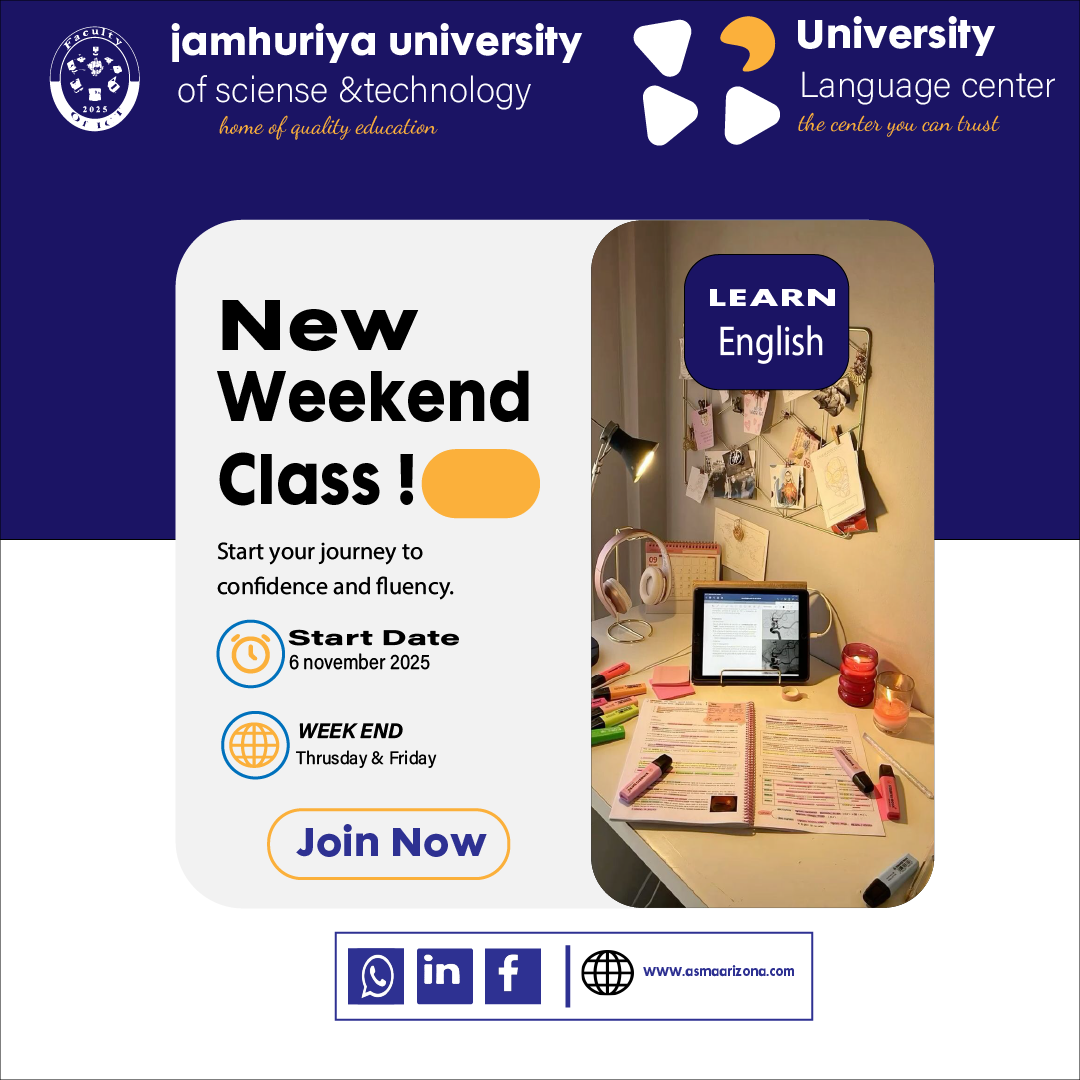 Faculty
2025
OF ICT
jamhuriya university
of sciense &technology
home of quality education
University
Language center
the center you can trust
New
Weekend
Class !
Start your journey to
confidence and fluency.
Start Date
6 november 2025
WEEK END
Thrusday & Friday
Join Now
LEARN
English
09
in
f
www.asmaarizona.com